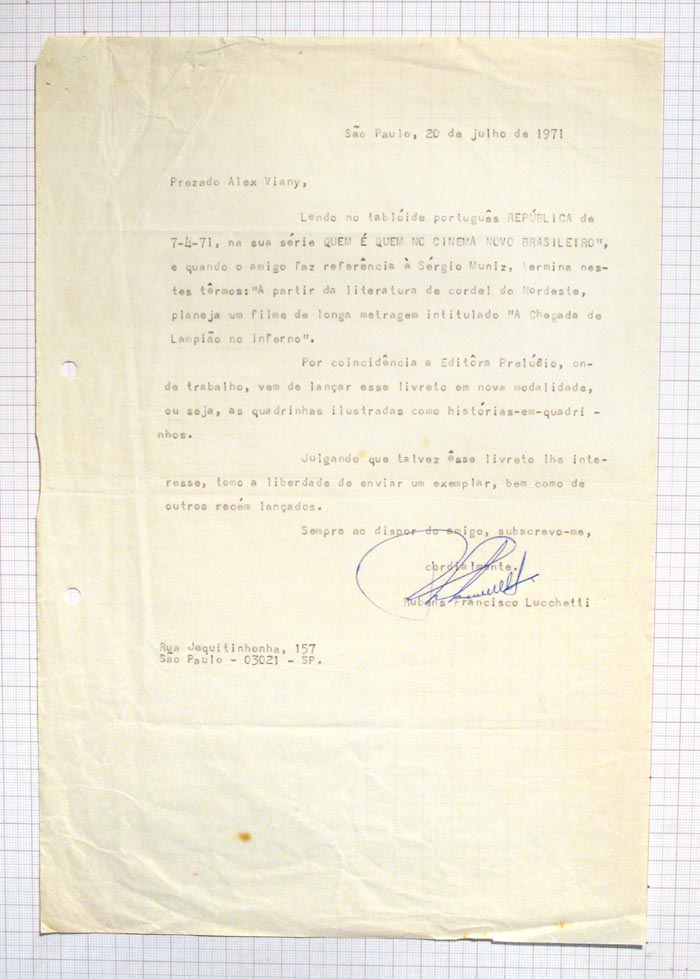 São Paulo, 20 de julho de 1971
Prezado Alex Viany,
Lendo no tablóide português REPÚBLICA de
7-4-71, na sua série QUEM É QUEM NO CINEMA NOVO BRASILEIRO",
e quando o amigo faz referência à Sérgio Muniz, termina nes-
tes têrmos:"A partir da literatura de cordel do Nordeste,
planeja um filme de longa metragem intitulado "A Chegada de
Lampião no Inferno".
Por coincidência a Editôra Prelúdio, on-
de trabalho, vem de lançar esse livreto em nova modalidade,
ou seja, as quadrinhas ilustradas como histórias-em-quadri -
nhos.
Julgando que talvez êsse livreto lhe inte-
resse, tomo a liberdade de enviar um exemplar, bem como de
outros recém lançados.
Sempre ao dispor do amigo, subscrevo-me,
cordialmente.
Rubens Francisco Lucchetti
Rua Jequitinhonha, 157
São Paulo - 03021 - SP.